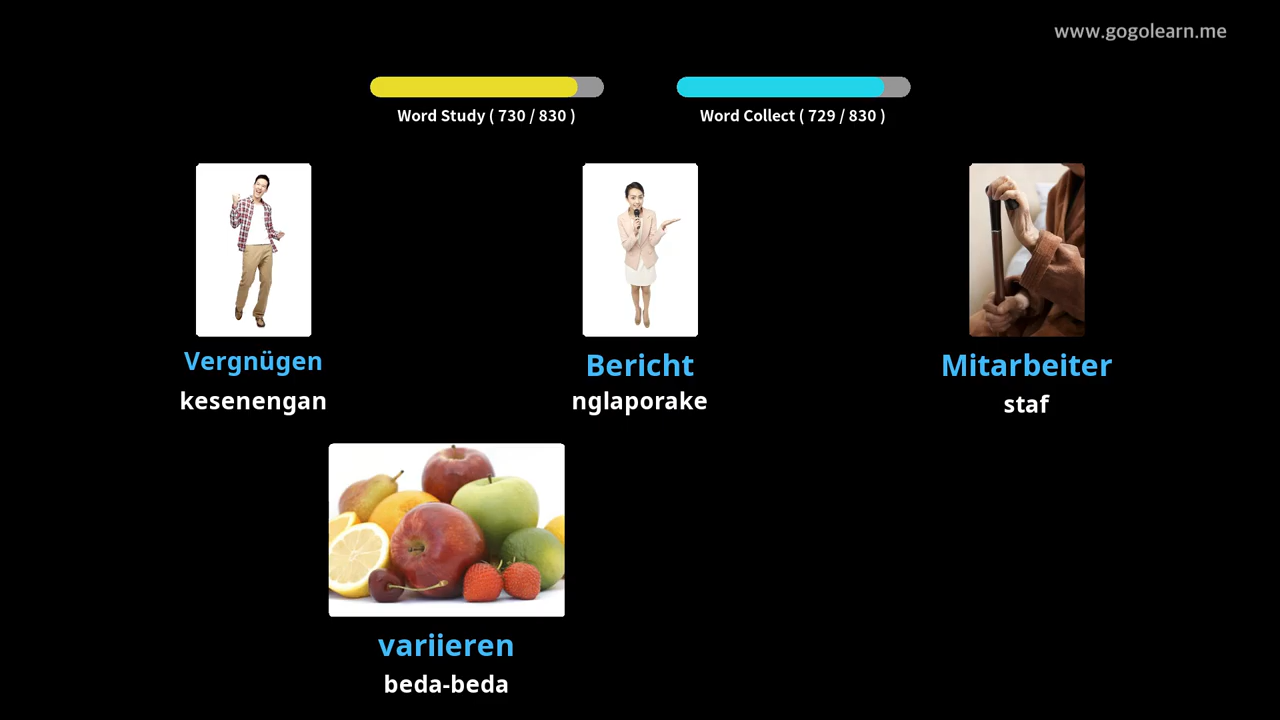 www.gogolearn.me
Word Study ( 730 / 830 )
Word Collect ( 729 / 830 )
Vergnügen
kesenengan
Bericht
nglaporake
Mitarbeiter
staf
variieren
beda-beda